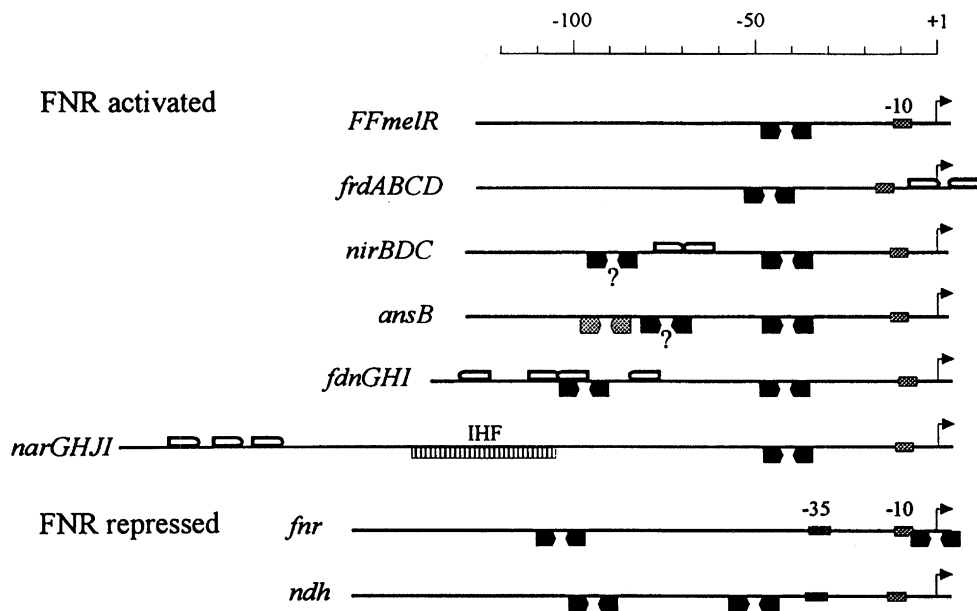 -100 -50 +1
FNR activated
-10
FFmelR
frdABCD
nirBDC
?
ansB
?
fdnGHI
narGHJI IHF
FNR repressed
-35 -10
fnr
ndh